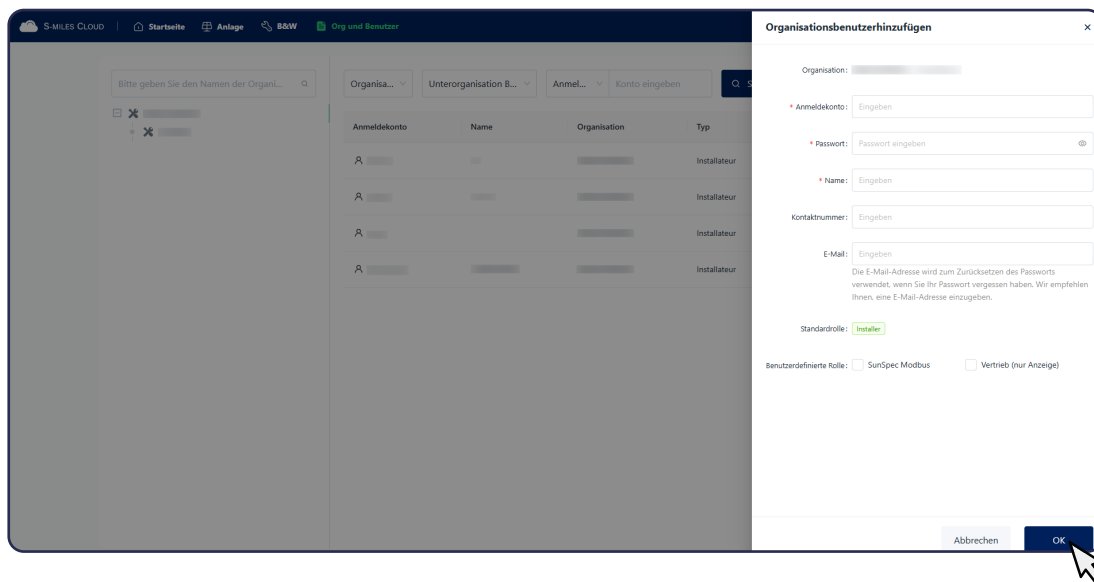 S-MILES CLOUD
Startseite
Anlage
B&W
Org und Benutzer
Bitte geben Sie den Namen der Organi...
Organisa...
Unterorganisation B...
Anmel...
Konto eingeben
S
Anmeldekonto Name Organisation Typ
Installateur
Installateur
Installateur
Installateur
Organisationsbenutzerhinzufügen
Organisation:
* Anmeldekonto: Eingeben
* Passwort: Passwort eingeben
* Name: Eingeben
Kontaktnummer: Eingeben
E-Mail: Eingeben
Die E-Mail-Adresse wird zum Zurücksetzen des Passworts
verwendet, wenn Sie Ihr Passwort vergessen haben. Wir empfehlen
Ihnen, eine E-Mail-Adresse einzugeben.
Standardrolle: Installer
Benutzerdefinierte Rolle: SunSpec Modbus Vertrieb (nur Anzeige)
Abbrechen
OK